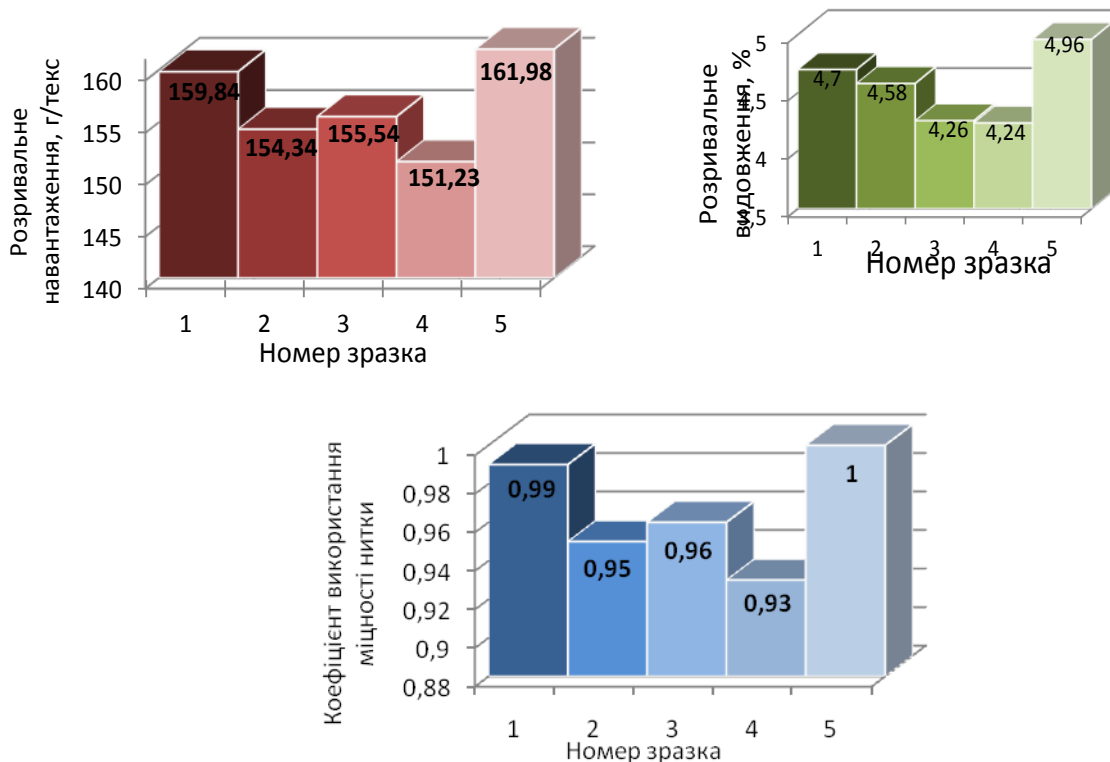 Розривальне
навантаження, г/текс
160
155
150
145
140
159,84
154,34
155,54
151,23
161,98
1 2 3 4 5
Номер зразка
Розривальне
видовження, %
5
4,5
4
3,5
4,7
4,58
4,26
4,24
4,96
1 2 3 4 5
Номер зразка
Коефіцієнт використання
міцності нитки
1
0,98
0,96
0,94
0,92
0,9
0,88
0,99
0,95
0,96
0,93
1
1 2 3 4 5
Номер зразка